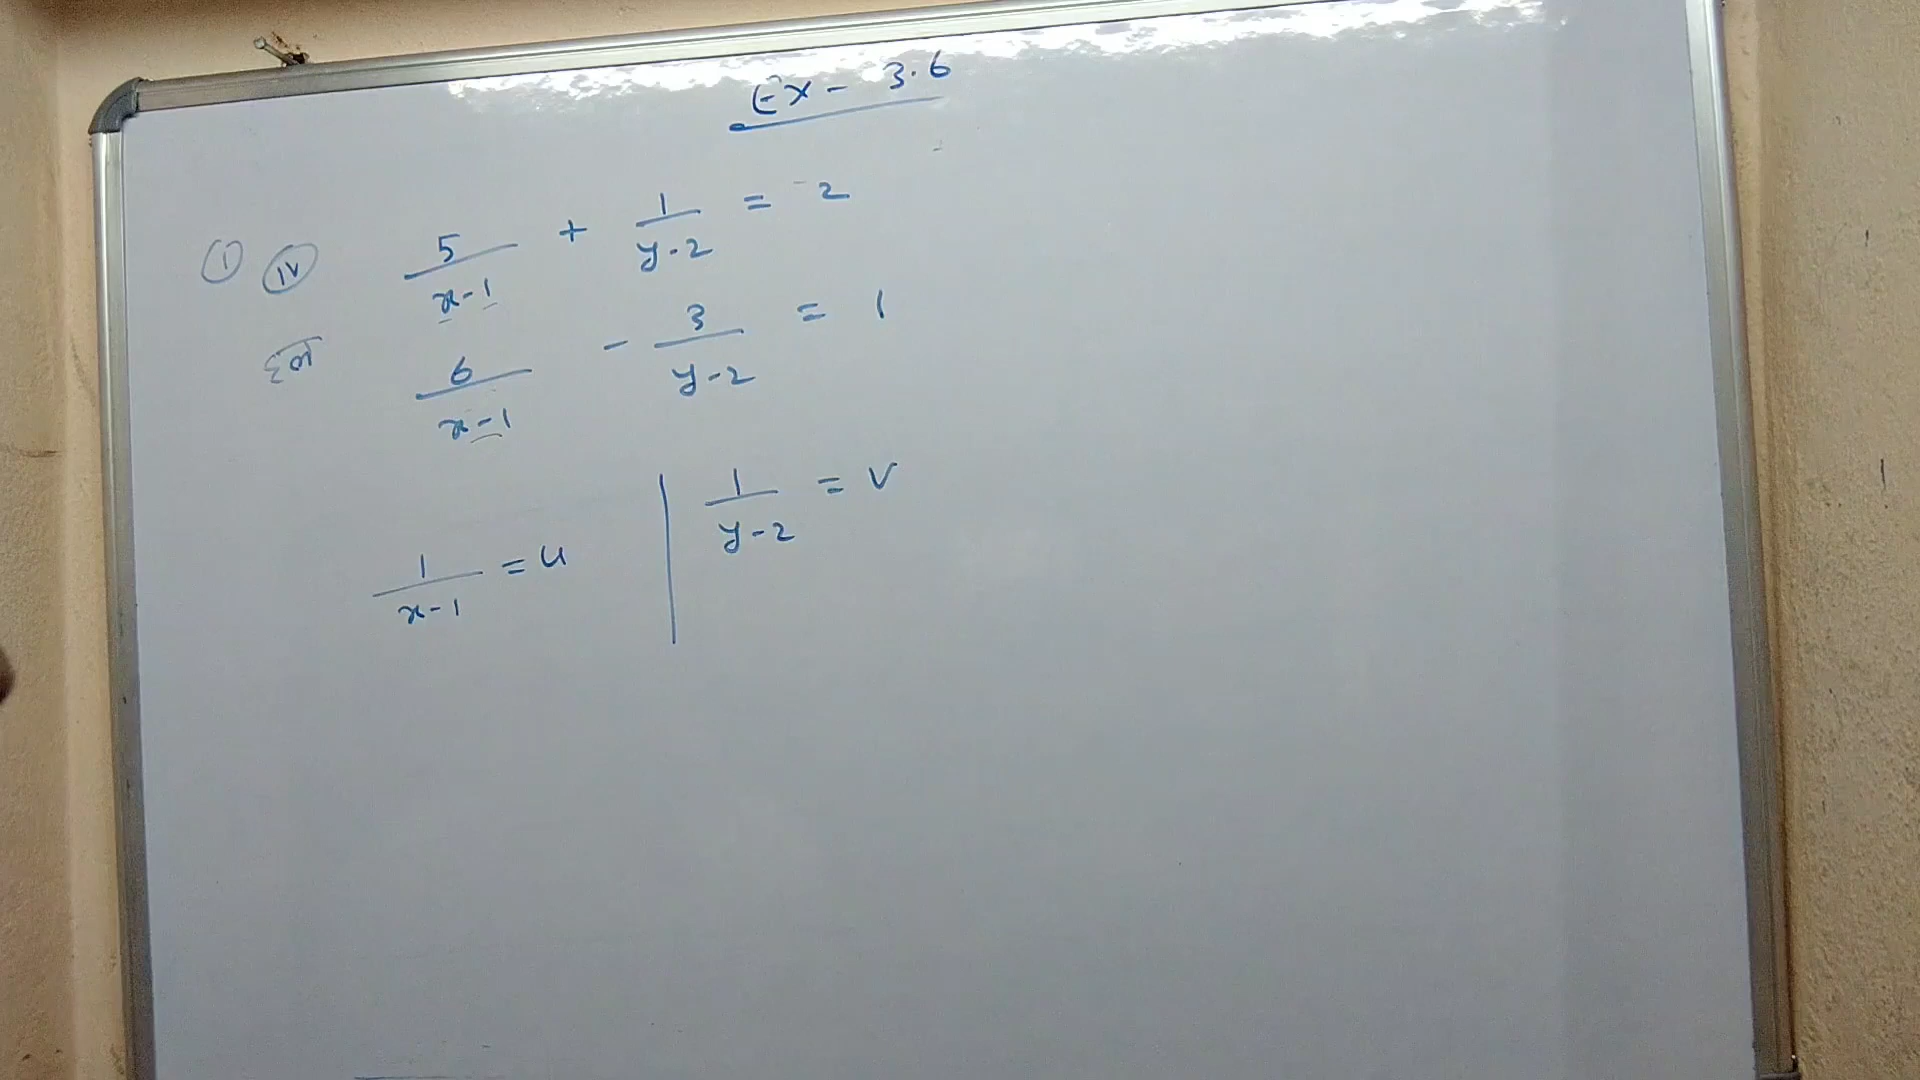 Ex - 3.6
① ⓘⓥ 5/(x-1) + 1/(y-2) = 2
हल 6/(x-1) - 3/(y-2) = 1
1/(x-1) = u | 1/(y-2) = v